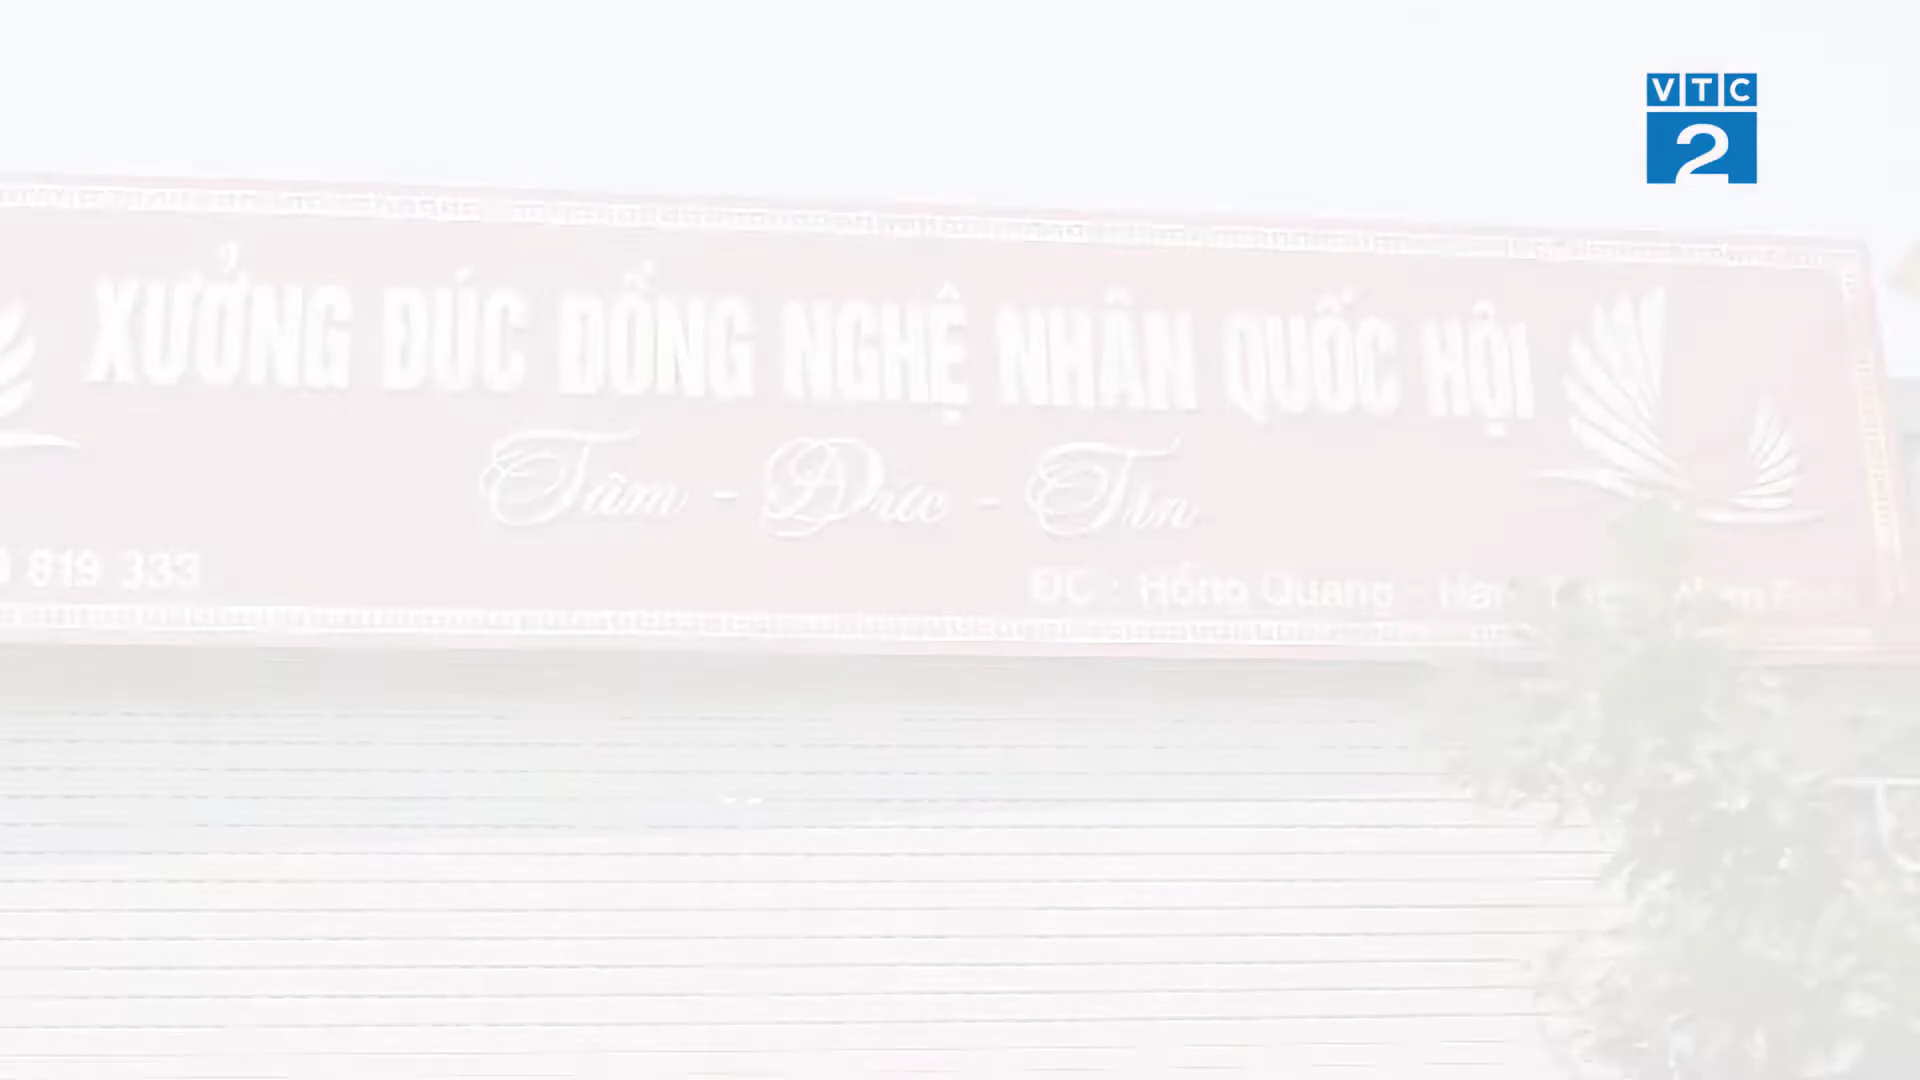 VTC
2
XƯỞNG ĐÚC ĐỒNG NGHỆ NHÂN QUỐC HỘI
Tâm - Đức - Tín
819 333
ĐC : Hồng Quang -